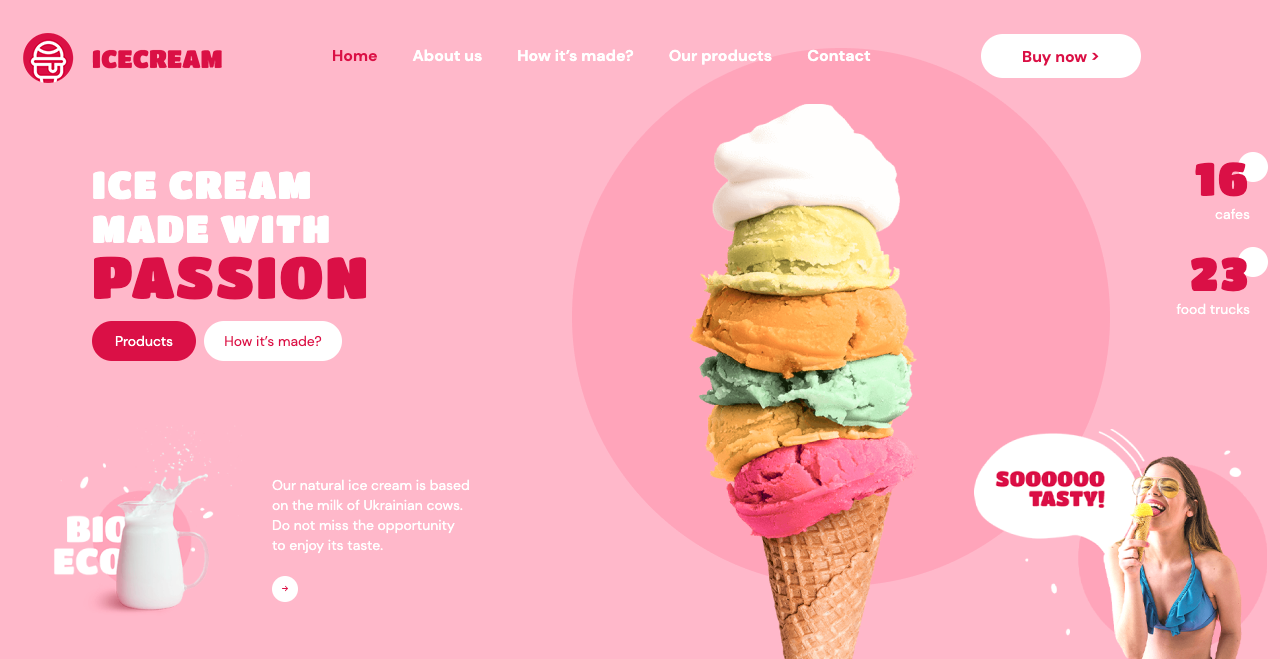 ICECREAM
Home About us How it's made? Our products Contact
Buy now >
ICE CREAM
MADE WITH
PASSION
Products How it's made?
16
cafes
23
food trucks
BIO
ECO
Our natural ice cream is based
on the milk of Ukrainian cows.
Do not miss the opportunity
to enjoy its taste.
→
SOOOOOO
TASTY!